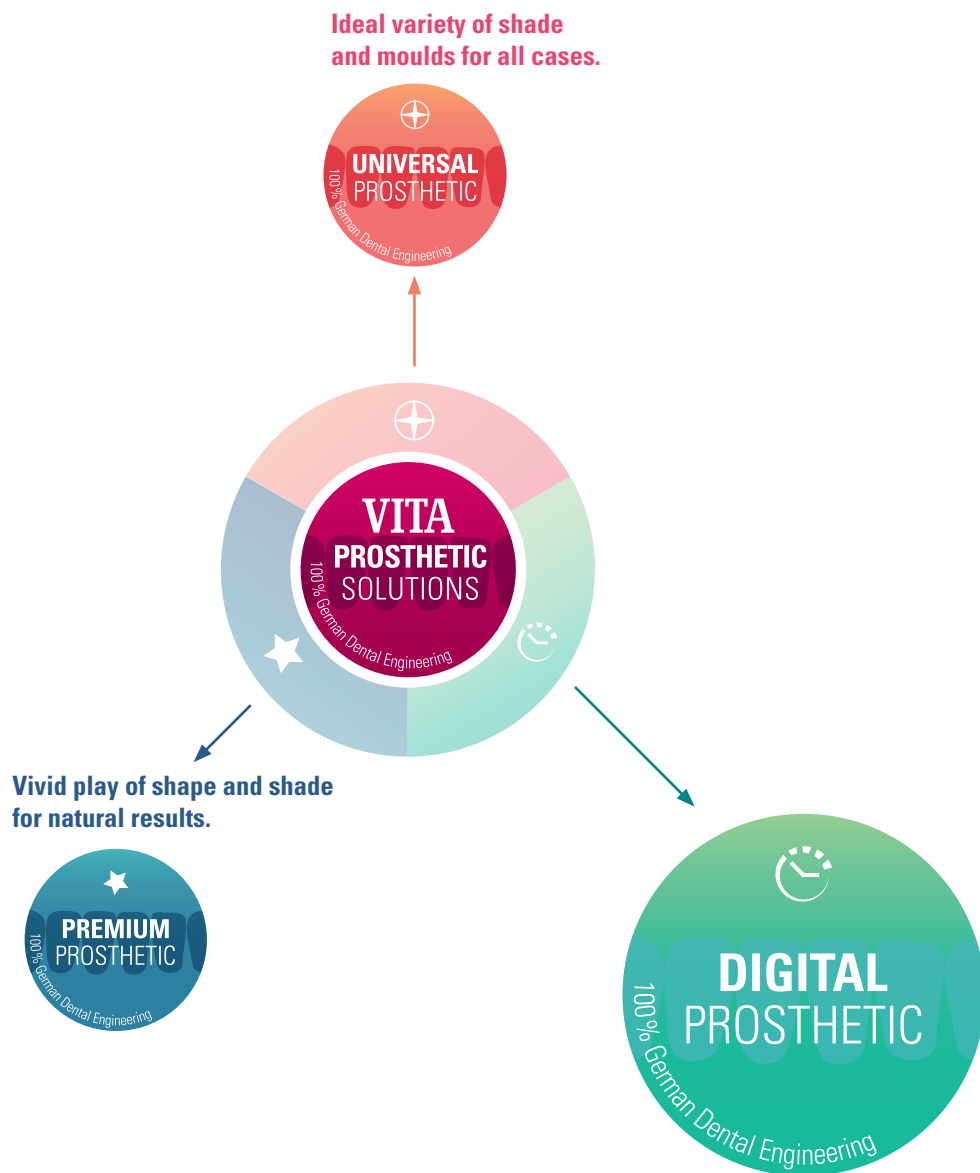 Ideal variety of shade
and moulds for all cases.
UNIVERSAL
PROSTHETIC
100 % German Dental Engineering
VITA
PROSTHETIC
SOLUTIONS
100 % German Dental Engineering
Vivid play of shape and shade
for natural results.
PREMIUM
PROSTHETIC
100 % German Dental Engineering
DIGITAL
PROSTHETIC
100 % German Dental Engineering